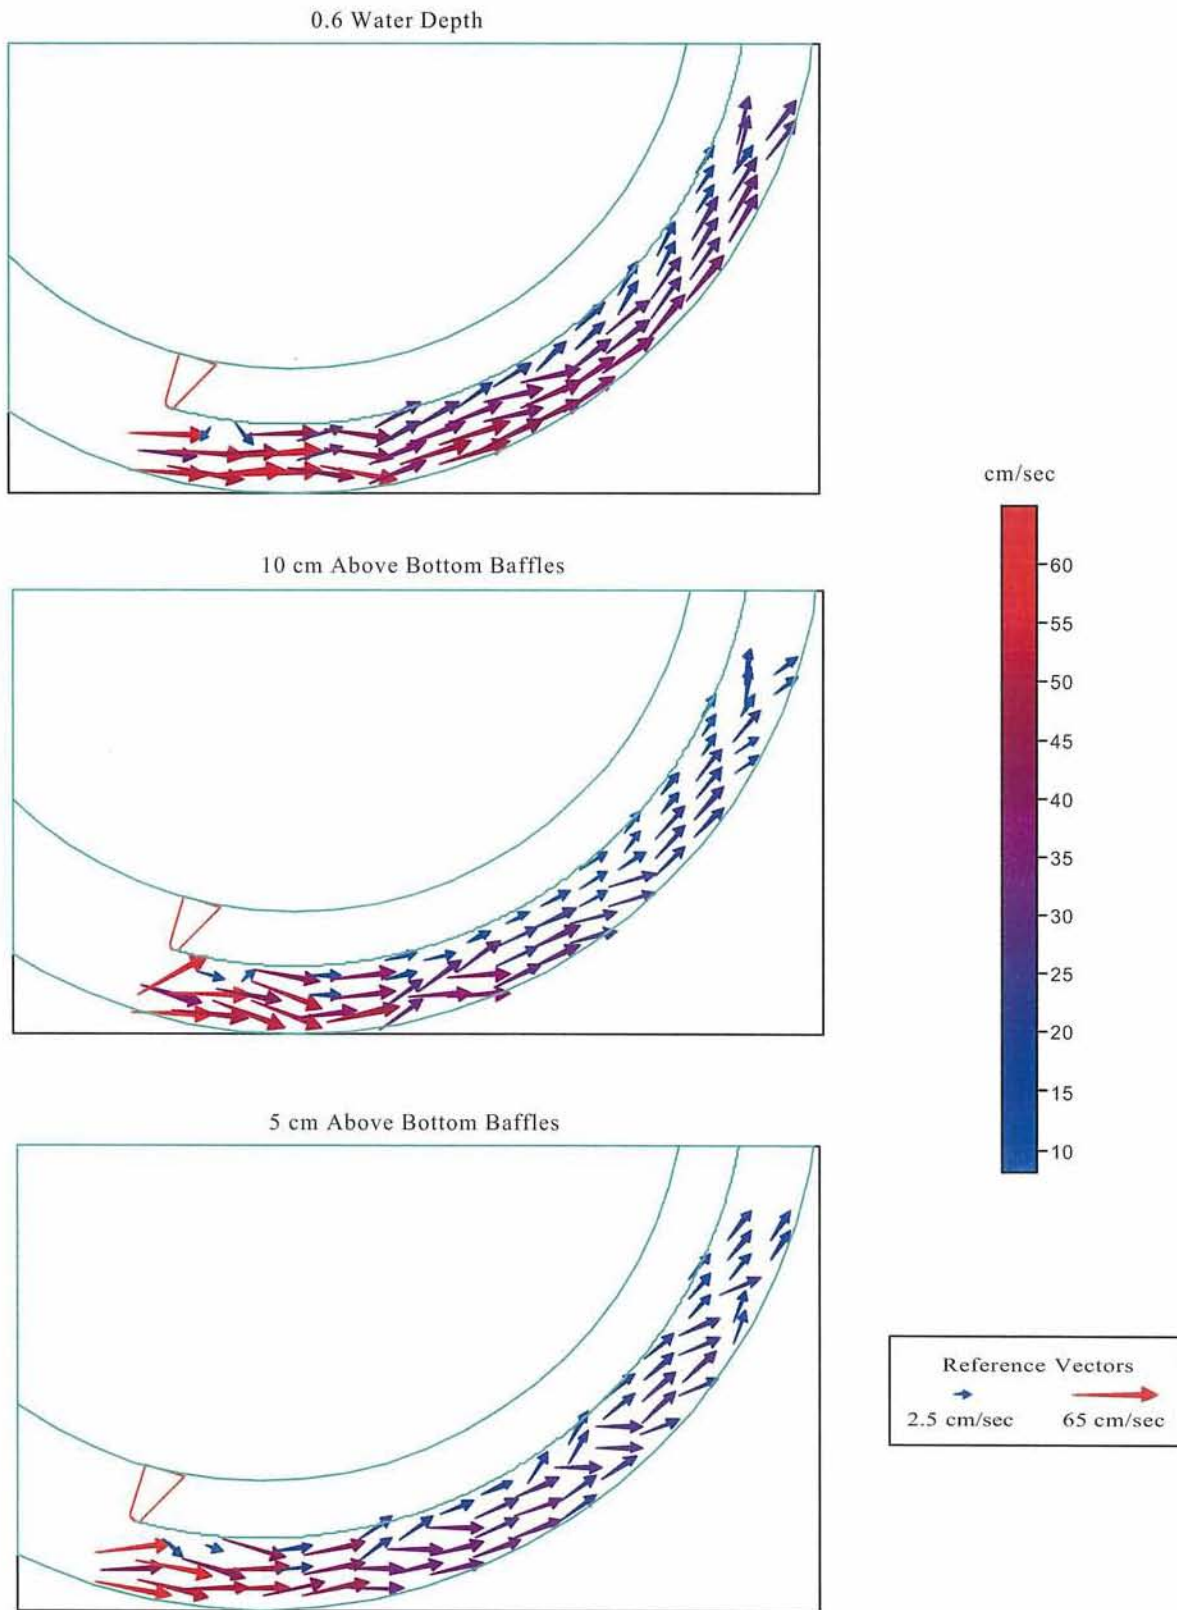 0.6 Water Depth
cm/sec
10 cm Above Bottom Baffles
60
55
50
45
40
35
30
25
20
15
10
5 cm Above Bottom Baffles
Reference Vectors
2.5 cm/sec 65 cm/sec